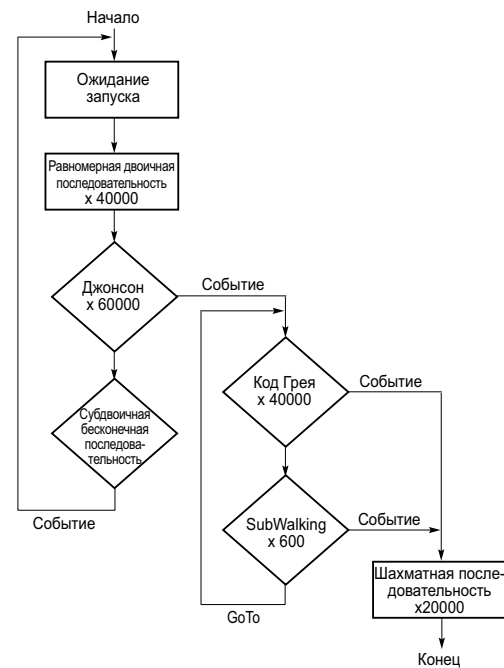 Начало
Ожидание
запуска
Равномерная двоичная
последовательность
x 40000
Джонсон
x 60000
Событие
Субдвоичная
бесконечная
последова-
тельность
Событие
Код Грея
x 40000
Событие
SubWalking
x 600
Событие
GoTo
Шахматная после-
довательность
x20000
Конец